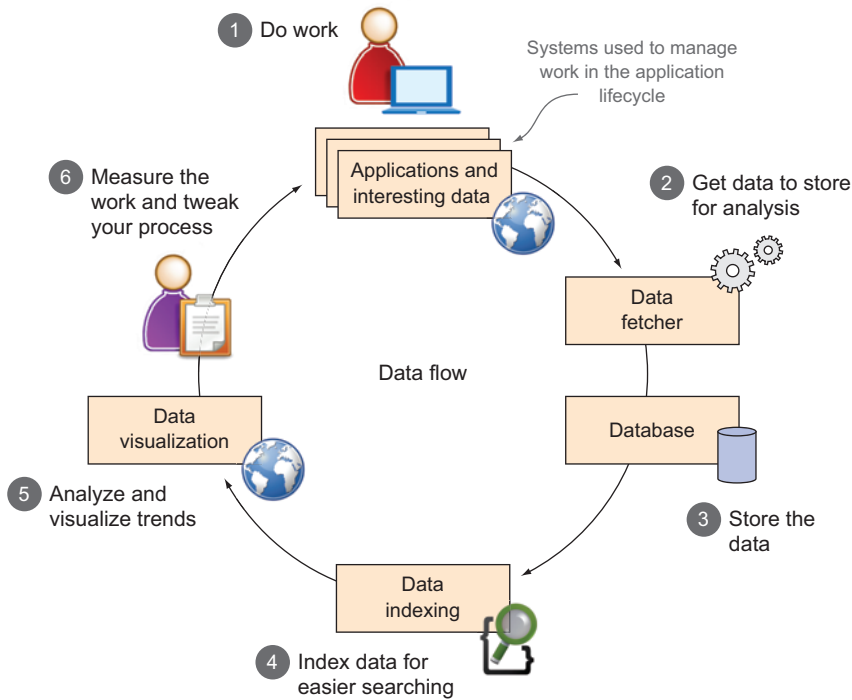 1 Do work
Systems used to manage
work in the application
lifecycle
Applications and
interesting data
2 Get data to store
for analysis
Data
fetcher
Data flow
Database
3 Store the
data
Data
indexing
4 Index data for
easier searching
Data
visualization
5 Analyze and
visualize trends
6 Measure the
work and tweak
your process